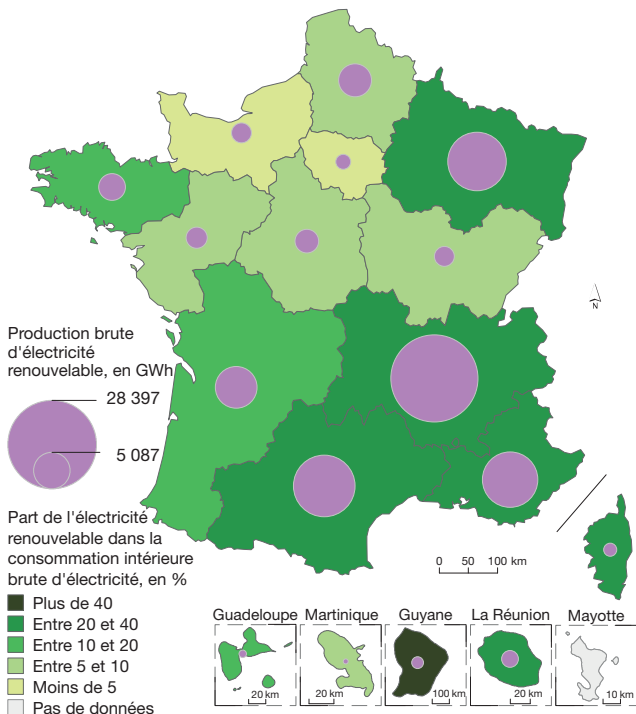 N
Production brute
d'électricité
renouvelable, en GWh
28 397
5 087
Part de l'électricité
renouvelable dans la
consommation intérieure
brute d'électricité, en %
Plus de 40
Entre 20 et 40
Entre 10 et 20
Entre 5 et 10
Moins de 5
Pas de données
0 50 100 km
Guadeloupe
20 km
Martinique
20 km
Guyane
100 km
La Réunion
20 km
Mayotte
10 km